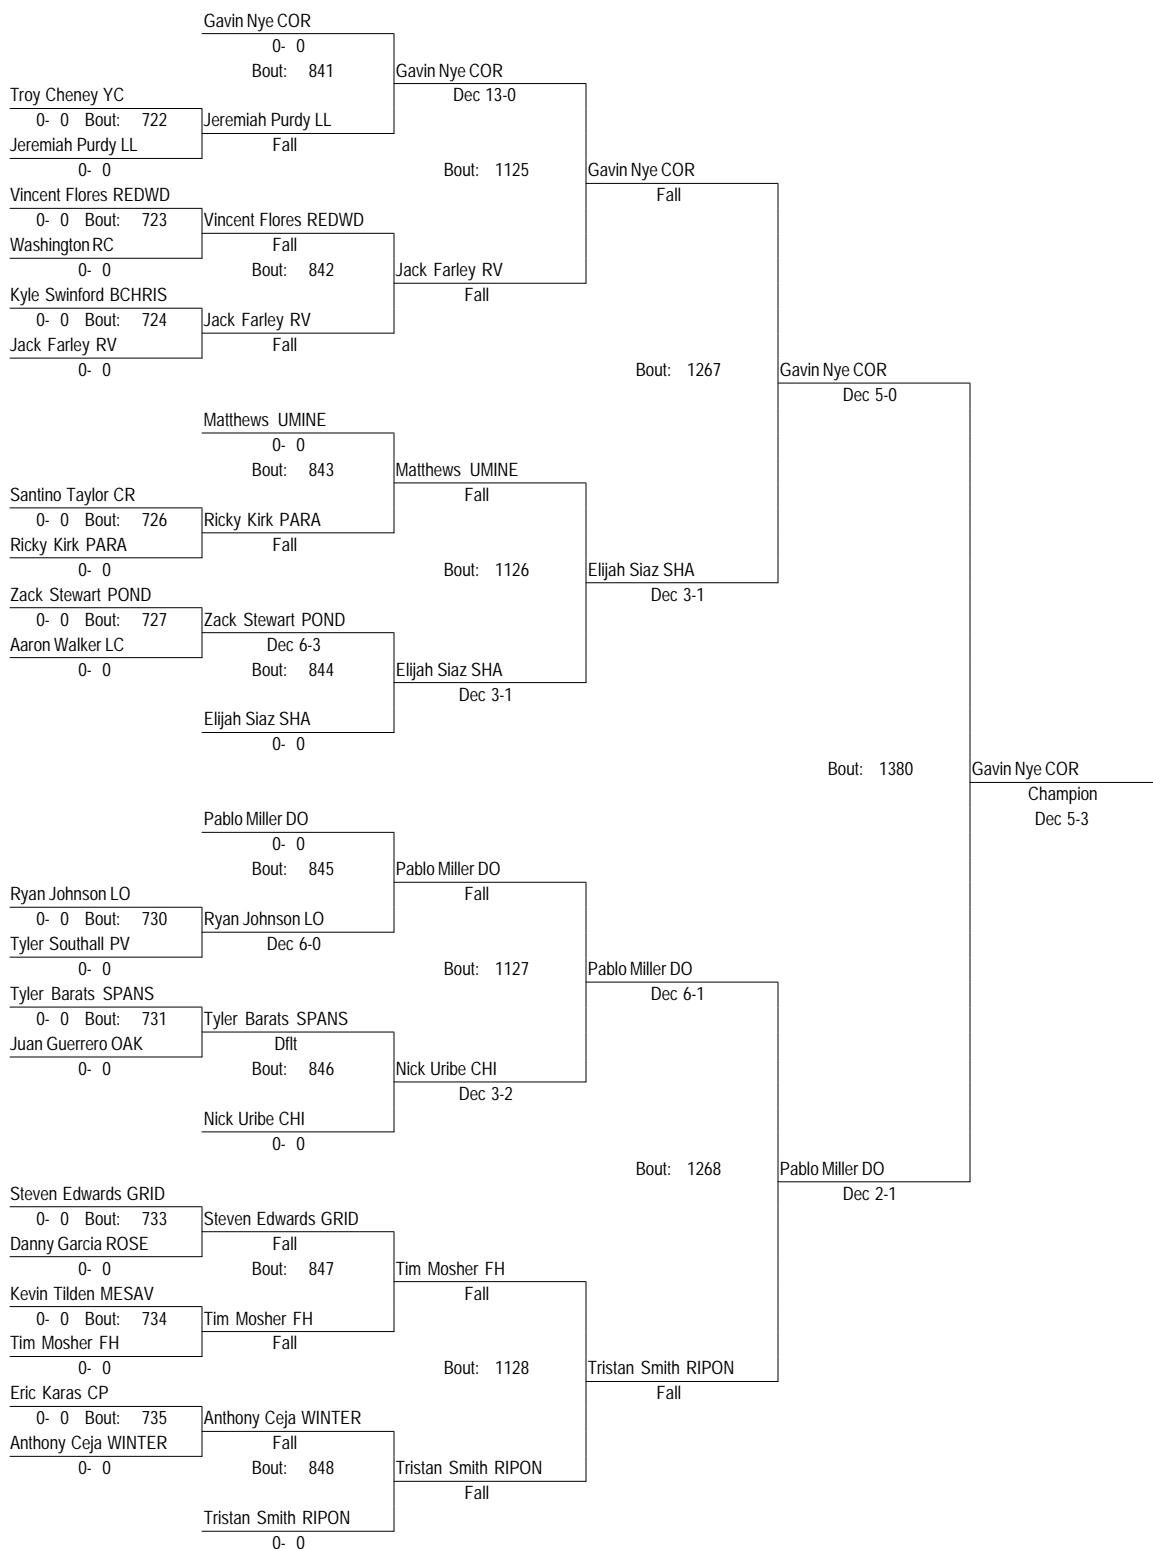 Gavin Nye COR
0- 0
Bout: 841 Gavin Nye COR
Troy Cheney YC Dec 13-0
0- 0 Bout: 722 Jeremiah Purdy LL
Jeremiah Purdy LL Fall
0- 0 Bout: 1125 Gavin Nye COR
Vincent Flores REDWD Fall
0- 0 Bout: 723 Vincent Flores REDWD
Washington RC Fall
0- 0 Bout: 842 Jack Farley RV
Kyle Swinford BCHRIS Fall
0- 0 Bout: 724 Jack Farley RV
Jack Farley RV Fall
0- 0 Bout: 1267 Gavin Nye COR
Dec 5-0
Matthews UMINE
0- 0
Bout: 843 Matthews UMINE
Santino Taylor CR Fall
0- 0 Bout: 726 Ricky Kirk PARA
Ricky Kirk PARA Fall
0- 0 Bout: 1126 Elijah Siaz SHA
Zack Stewart POND Dec 3-1
0- 0 Bout: 727 Zack Stewart POND
Aaron Walker LC Dec 6-3
0- 0 Bout: 844 Elijah Siaz SHA
Dec 3-1
Elijah Siaz SHA
0- 0
Bout: 1380 Gavin Nye COR
Champion
Pablo Miller DO Dec 5-3
0- 0
Bout: 845 Pablo Miller DO
Ryan Johnson LO Fall
0- 0 Bout: 730 Ryan Johnson LO
Tyler Southall PV Dec 6-0
0- 0 Bout: 1127 Pablo Miller DO
Tyler Barats SPANS Dec 6-1
0- 0 Bout: 731 Tyler Barats SPANS
Juan Guerrero OAK Dflt
0- 0 Bout: 846 Nick Uribe CHI
Dec 3-2
Nick Uribe CHI
0- 0
Bout: 1268 Pablo Miller DO
Steven Edwards GRID Dec 2-1
0- 0 Bout: 733 Steven Edwards GRID
Danny Garcia ROSE Fall
0- 0 Bout: 847 Tim Mosher FH
Kevin Tilden MESAV Fall
0- 0 Bout: 734 Tim Mosher FH
Tim Mosher FH Fall
0- 0 Bout: 1128 Tristan Smith RIPON
Eric Karas CP Fall
0- 0 Bout: 735 Anthony Ceja WINTER
Anthony Ceja WINTER Fall
0- 0 Bout: 848 Tristan Smith RIPON
Fall
Tristan Smith RIPON
0- 0